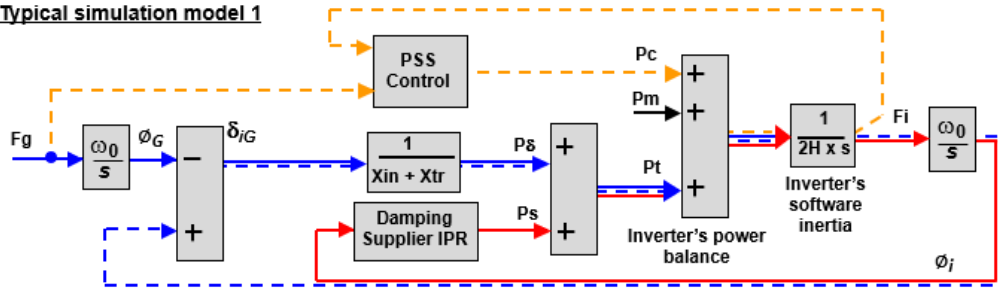 Typical simulation model 1
PSS
Control
Pc
Pm
Fg
ω0
s
ØG
δiG
−
+
1
Xin + Xtr
Pδ
Damping
Supplier IPR
Ps
+
+
Pt
+
+
+
Inverter's power
balance
1
2H x s
Inverter's
software
inertia
Fi
ω0
s
Øi